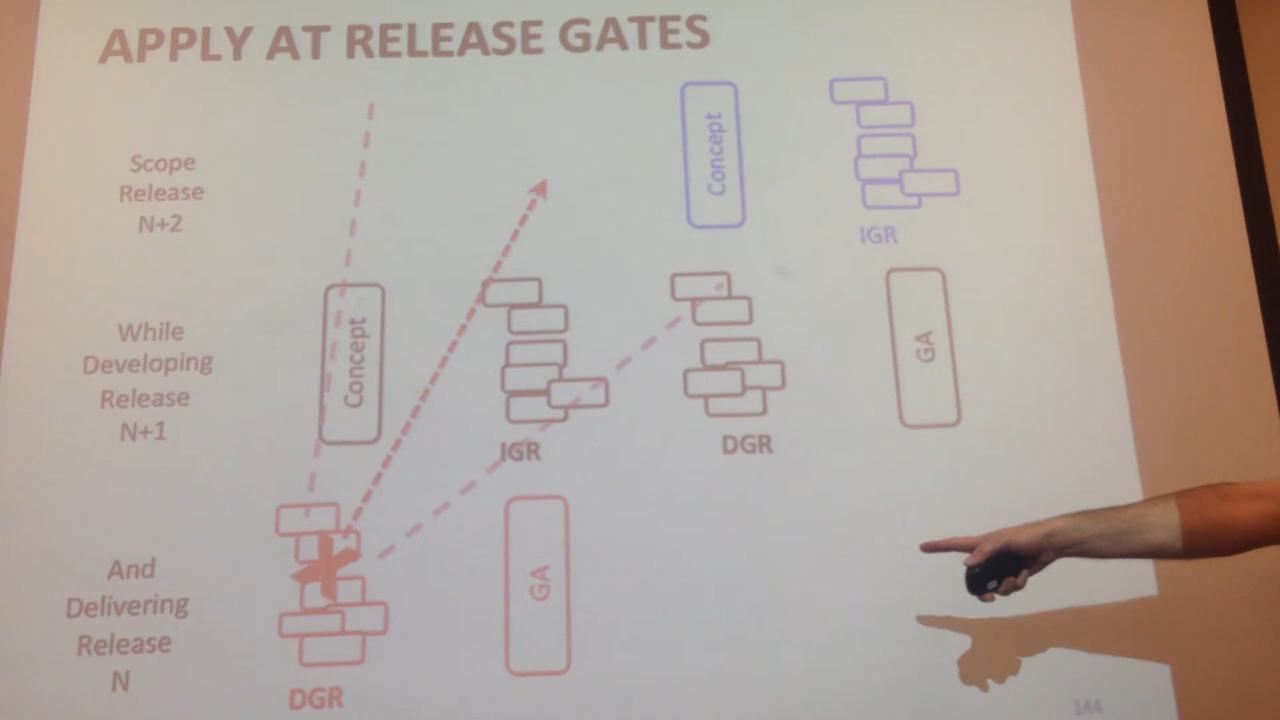 APPLY AT RELEASE GATES
Scope
Release
N+2
Concept
IGR
While
Developing
Release
N+1
Concept
IGR
DGR
GA
And
Delivering
Release
N
DGR
GA
144